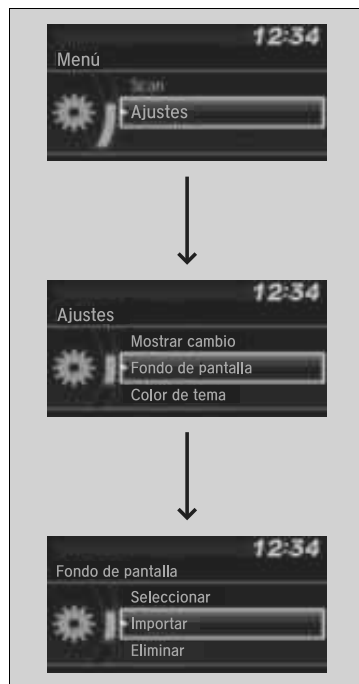 12:34
Menú
Scan
Ajustes
12:34
Ajustes
Mostrar cambio
Fondo de pantalla
Color de tema
12:34
Fondo de pantalla
Seleccionar
Importar
Eliminar